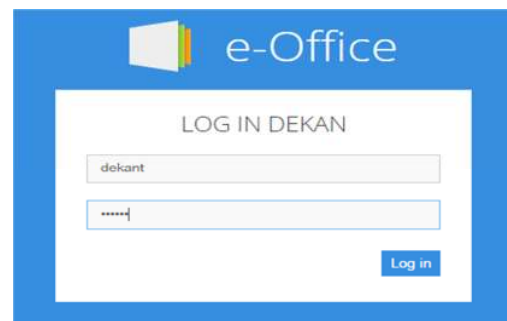 e-Office
LOG IN DEKAN
dekant
••••••
Log in